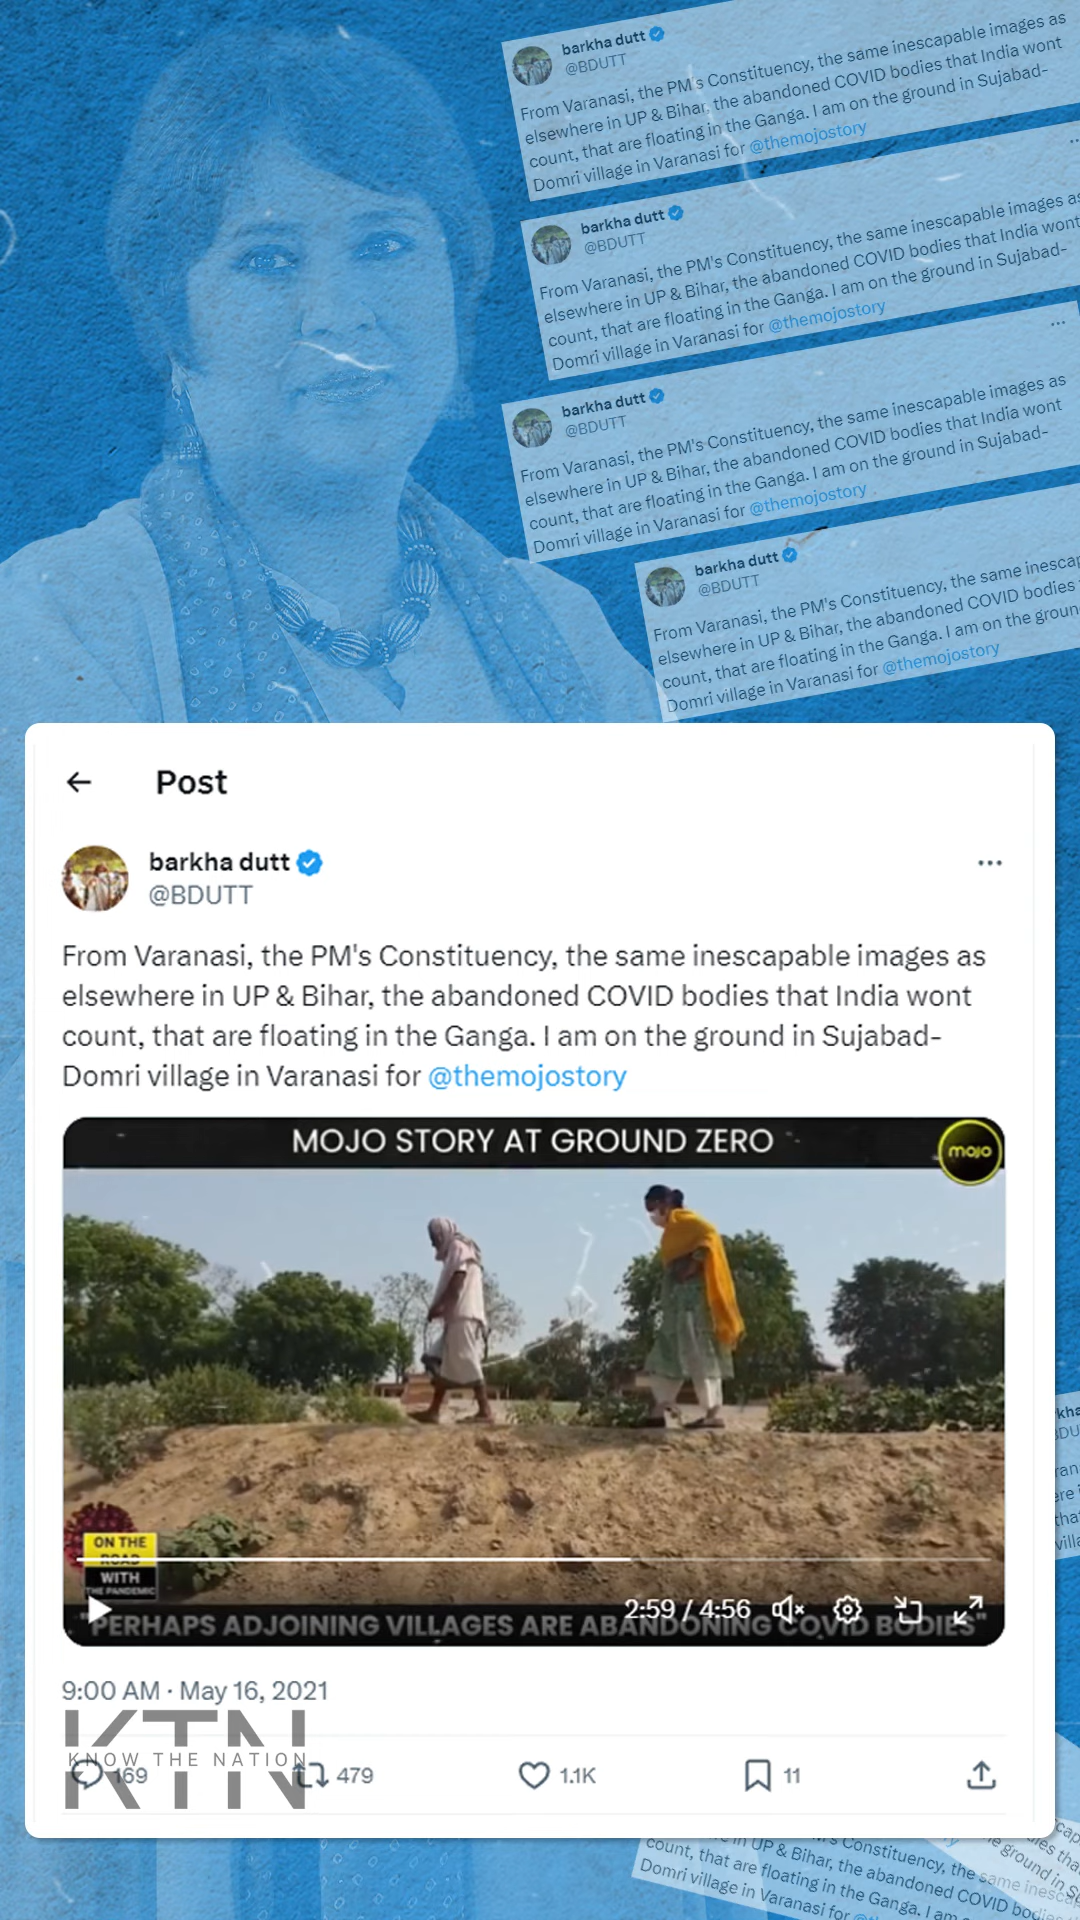 barkha dutt
@BDUTT
From Varanasi, the PM's Constituency, the same inescapable images as
elsewhere in UP & Bihar, the abandoned COVID bodies that India wont
count, that are floating in the Ganga. I am on the ground in Sujabad-
Domri village in Varanasi for @themojostory
barkha dutt
@BDUTT
From Varanasi, the PM's Constituency, the same inescapable images as
elsewhere in UP & Bihar, the abandoned COVID bodies that India wont
count, that are floating in the Ganga. I am on the ground in Sujabad-
Domri village in Varanasi for @themojostory
barkha dutt
@BDUTT
From Varanasi, the PM's Constituency, the same inescapable images as
elsewhere in UP & Bihar, the abandoned COVID bodies that India wont
count, that are floating in the Ganga. I am on the ground in Sujabad-
Domri village in Varanasi for @themojostory
barkha dutt
@BDUTT
From Varanasi, the PM's Constituency, the same inescap
elsewhere in UP & Bihar, the abandoned COVID bodies
count, that are floating in the Ganga. I am on the groun
Domri village in Varanasi for @themojostory
Post
barkha dutt
@BDUTT
From Varanasi, the PM's Constituency, the same inescapable images as
elsewhere in UP & Bihar, the abandoned COVID bodies that India wont
count, that are floating in the Ganga. I am on the ground in Sujabad-
Domri village in Varanasi for @themojostory
MOJO STORY AT GROUND ZERO
mojo
ON THE
ROAD
WITH
THE PANDEMIC
2:59 / 4:56
"PERHAPS ADJOINING VILLAGES ARE ABANDONING COVID BODIES"
9:00 AM · May 16, 2021
KTN
KNOW THE NATION
169
479
1.1K
11
in UP & Bihar, the abandoned COVID bodies
count, that are floating in the Ganga. I am
Domri village in Varanasi for